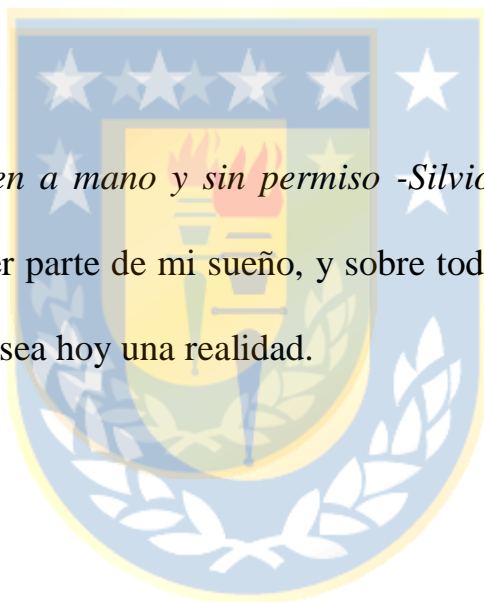 en a mano y sin permiso -Silvio
er parte de mi sueño, y sobre tod
sea hoy una realidad.